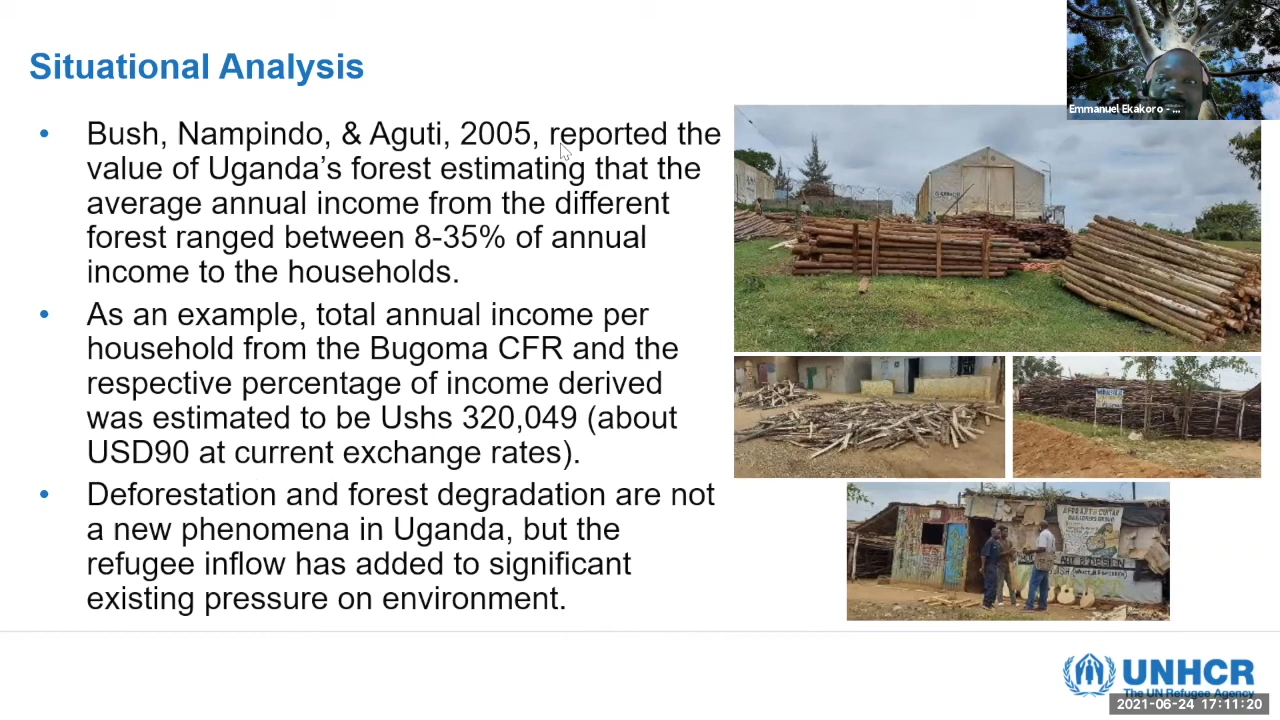 Situational Analysis
Emmanuel Ekakoro - ...
• Bush, Nampindo, & Aguti, 2005, reported the
value of Uganda’s forest estimating that the
average annual income from the different
forest ranged between 8-35% of annual
income to the households.
• As an example, total annual income per
household from the Bugoma CFR and the
respective percentage of income derived
was estimated to be Ushs 320,049 (about
USD90 at current exchange rates).
• Deforestation and forest degradation are not
a new phenomena in Uganda, but the
refugee inflow has added to significant
existing pressure on environment.
UNHCR
The UN Refugee Agency
2021-06-24 17:11:20